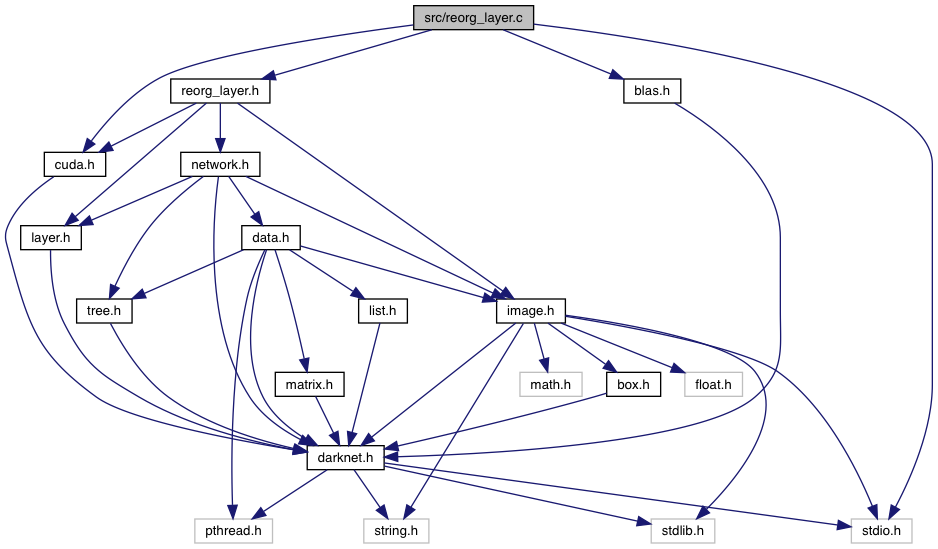 src/reorg_layer.c
reorg_layer.h
blas.h
cuda.h
network.h
layer.h
data.h
tree.h
list.h
image.h
matrix.h
math.h
box.h
float.h
darknet.h
pthread.h
string.h
stdlib.h
stdio.h